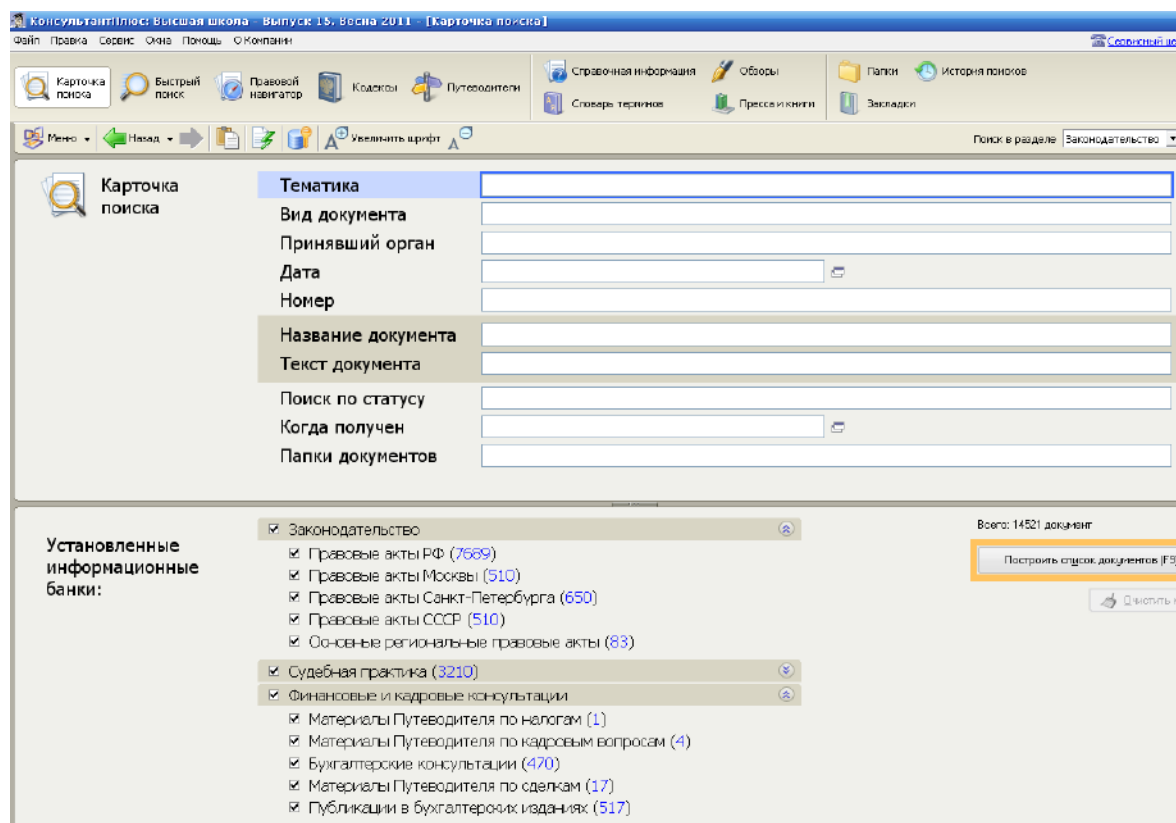 КонсультантПлюс: Высшая школа - Выпуск 15. Весна 2011 - [Карточка поиска]
Файл Правка Сервис Окна Помощь О Компании
Сервисный це
Карточка поиска
Быстрый поиск
Правовой навигатор
Кодексы
Путеводители
Справочная информация
Словарь терминов
Обзоры
Пресса и книги
Папки
История поисков
Закладки
Меню Назад Увеличить шрифт
Поиск в разделе Законодательство
Карточка
поиска
Тематика
Вид документа
Принявший орган
Дата
Номер
Название документа
Текст документа
Поиск по статусу
Когда получен
Папки документов
Установленные
информационные
банки:
Законодательство
Правовые акты РФ (7689)
Правовые акты Москвы (510)
Правовые акты Санкт-Петербурга (650)
Правовые акты СССР (510)
Основные региональные правовые акты (83)
Судебная практика (3210)
Финансовые и кадровые консультации
Материалы Путеводителя по налогам (1)
Материалы Путеводителя по кадровым вопросам (4)
Бухгалтерские консультации (470)
Материалы Путеводителя по сделкам (17)
Публикации в бухгалтерских изданиях (517)
Всего: 14521 документ
Построить список документов (F9)
Очистить